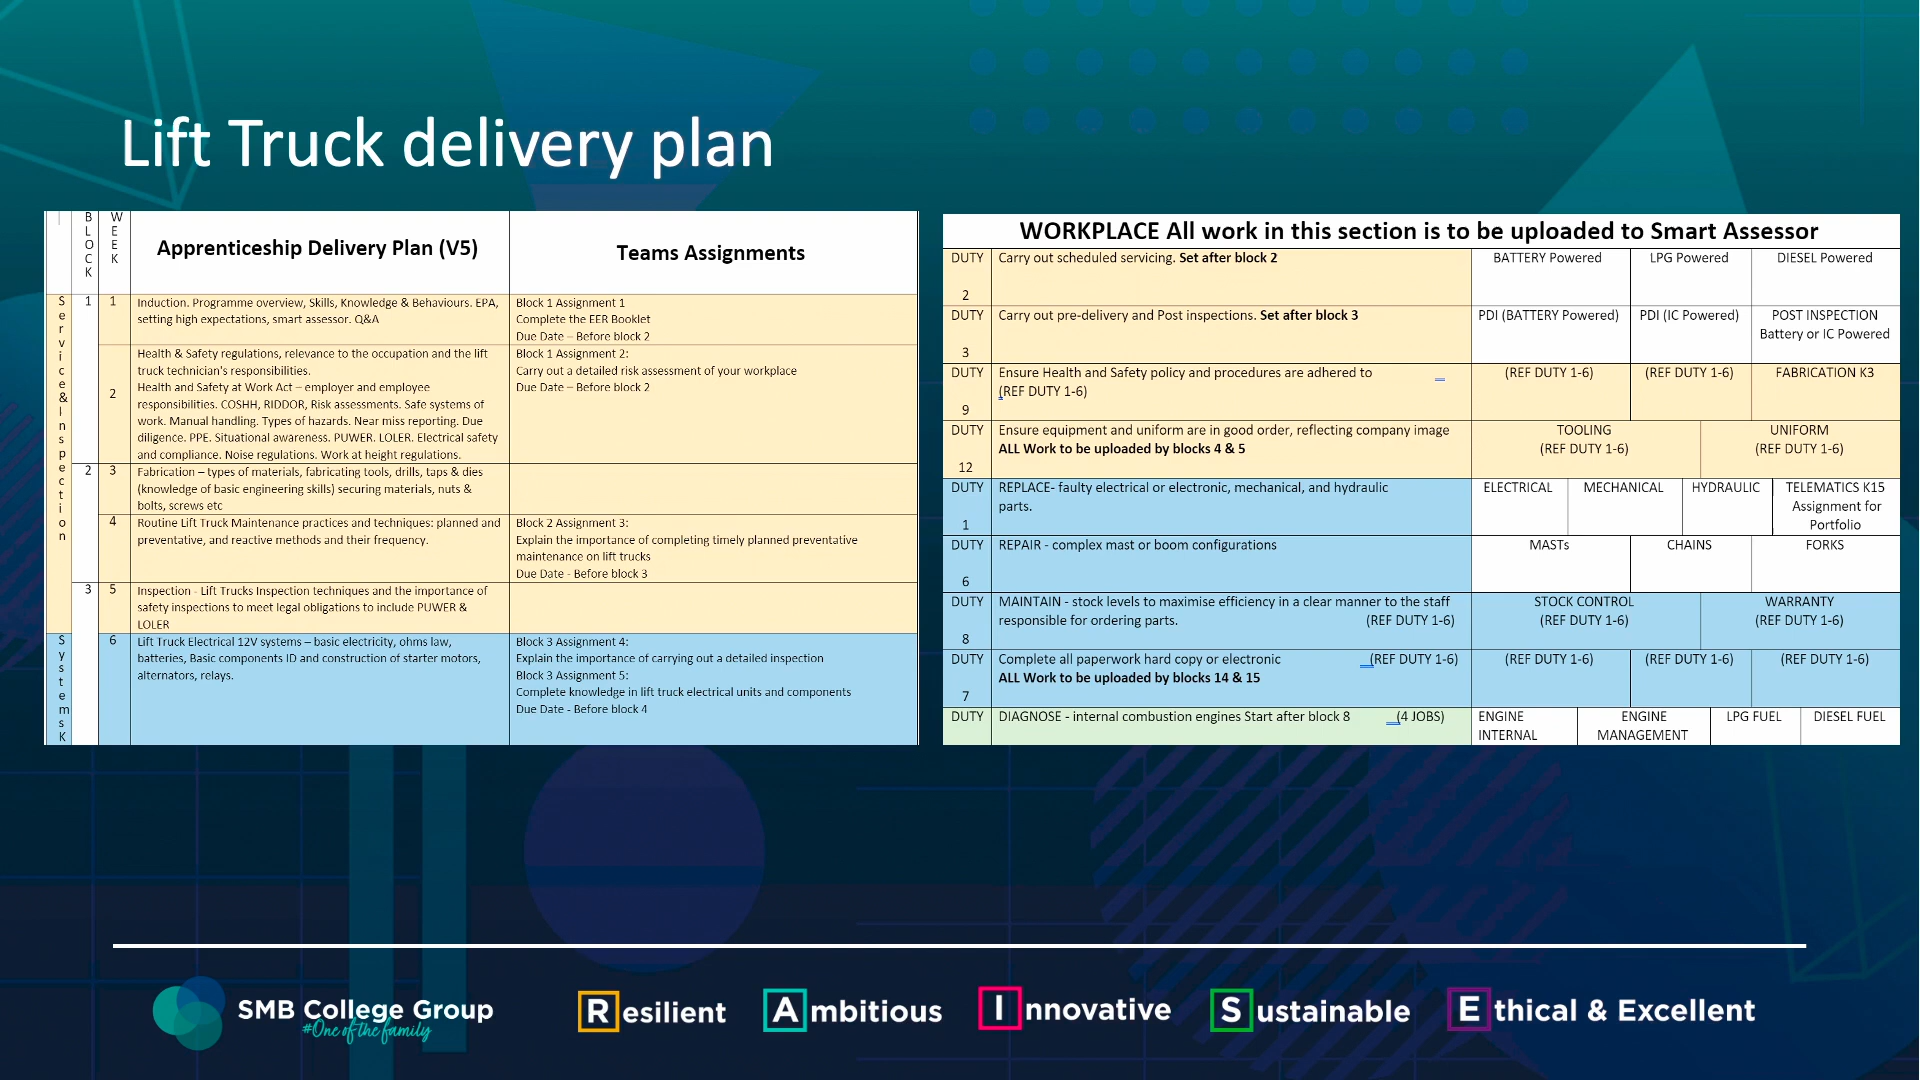 Lift Truck delivery plan
BLOCK
WEEK
Apprenticeship Delivery Plan (V5)
Teams Assignments
Service&Inspection
1
1
Induction. Programme overview, Skills, Knowledge & Behaviours. EPA,
setting high expectations, smart assessor. Q&A
Block 1 Assignment 1
Complete the EER Booklet
Due Date – Before block 2
2
Health & Safety regulations, relevance to the occupation and the lift
truck technician's responsibilities.
Health and Safety at Work Act – employer and employee
responsibilities. COSHH, RIDDOR, Risk assessments. Safe systems of
work. Manual handling. Types of hazards. Near miss reporting. Due
diligence. PPE. Situational awareness. PUWER. LOLER. Electrical safety
and compliance. Noise regulations. Work at height regulations.
Block 1 Assignment 2:
Carry out a detailed risk assessment of your workplace
Due Date – Before block 2
2
3
Fabrication – types of materials, fabricating tools, drills, taps & dies
(knowledge of basic engineering skills) securing materials, nuts &
bolts, screws etc
4
Routine Lift Truck Maintenance practices and techniques: planned and
preventative, and reactive methods and their frequency.
Block 2 Assignment 3:
Explain the importance of completing timely planned preventative
maintenance on lift trucks
Due Date - Before block 3
3
5
Inspection - Lift Trucks Inspection techniques and the importance of
safety inspections to meet legal obligations to include PUWER &
LOLER
SystemsK
6
Lift Truck Electrical 12V systems – basic electricity, ohms law,
batteries, Basic components ID and construction of starter motors,
alternators, relays.
Block 3 Assignment 4:
Explain the importance of carrying out a detailed inspection
Block 3 Assignment 5:
Complete knowledge in lift truck electrical units and components
Due Date - Before block 4
WORKPLACE All work in this section is to be uploaded to Smart Assessor
DUTY
2
Carry out scheduled servicing. Set after block 2
BATTERY Powered
LPG Powered
DIESEL Powered
DUTY
3
Carry out pre-delivery and Post inspections. Set after block 3
PDI (BATTERY Powered)
PDI (IC Powered)
POST INSPECTION
Battery or IC Powered
DUTY
9
Ensure Health and Safety policy and procedures are adhered to
(REF DUTY 1-6)
(REF DUTY 1-6)
(REF DUTY 1-6)
FABRICATION K3
DUTY
12
Ensure equipment and uniform are in good order, reflecting company image
ALL Work to be uploaded by blocks 4 & 5
TOOLING
(REF DUTY 1-6)
UNIFORM
(REF DUTY 1-6)
DUTY
1
REPLACE- faulty electrical or electronic, mechanical, and hydraulic
parts.
ELECTRICAL
MECHANICAL
HYDRAULIC
TELEMATICS K15
Assignment for
Portfolio
DUTY
6
REPAIR - complex mast or boom configurations
MASTs
CHAINS
FORKS
DUTY
8
MAINTAIN - stock levels to maximise efficiency in a clear manner to the staff
responsible for ordering parts. (REF DUTY 1-6)
STOCK CONTROL
(REF DUTY 1-6)
WARRANTY
(REF DUTY 1-6)
DUTY
7
Complete all paperwork hard copy or electronic (REF DUTY 1-6)
ALL Work to be uploaded by blocks 14 & 15
(REF DUTY 1-6)
(REF DUTY 1-6)
(REF DUTY 1-6)
DUTY
DIAGNOSE - internal combustion engines Start after block 8 (4 JOBS)
ENGINE
INTERNAL
ENGINE
MANAGEMENT
LPG FUEL
DIESEL FUEL
SMB College Group
#One of the family
Resilient
Ambitious
Innovative
Sustainable
Ethical & Excellent